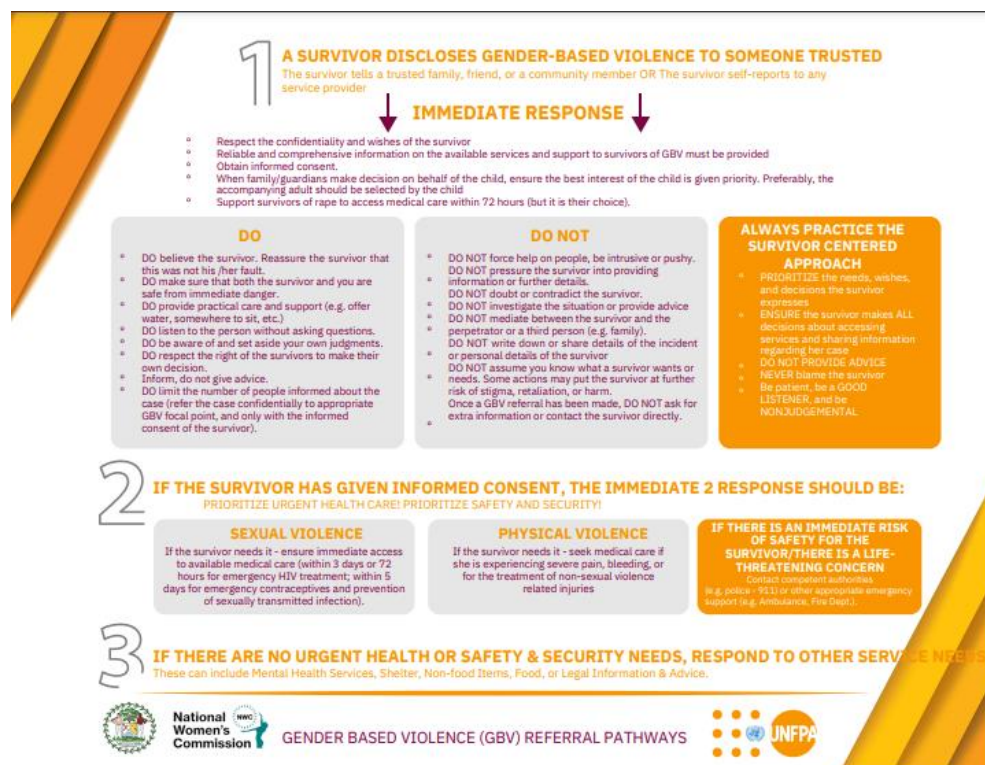 1
A SURVIVOR DISCLOSES GENDER-BASED VIOLENCE TO SOMEONE TRUSTED
The survivor tells a trusted family, friend, or a community member OR The survivor self-reports to any
service provider
IMMEDIATE RESPONSE
° Respect the confidentiality and wishes of the survivor
° Reliable and comprehensive information on the available services and support to survivors of GBV must be provided
° Obtain informed consent.
° When family/guardians make decision on behalf of the child, ensure the best interest of the child is given priority. Preferably, the
accompanying adult should be selected by the child
° Support survivors of rape to access medical care within 72 hours (but it is their choice).
DO
° DO believe the survivor. Reassure the survivor that
this was not his /her fault.
° DO make sure that both the survivor and you are
safe from immediate danger.
° DO provide practical care and support (e.g. offer
water, somewhere to sit, etc.)
° DO listen to the person without asking questions.
° DO be aware of and set aside your own judgments.
° DO respect the right of the survivors to make their
own decision.
° Inform, do not give advice.
° DO limit the number of people informed about the
case (refer the case confidentially to appropriate
GBV focal point, and only with the informed
consent of the survivor).
DO NOT
° DO NOT force help on people, be intrusive or pushy.
° DO NOT pressure the survivor into providing
information or further details.
° DO NOT doubt or contradict the survivor.
° DO NOT investigate the situation or provide advice
° DO NOT mediate between the survivor and the
° perpetrator or a third person (e.g. family).
DO NOT write down or share details of the incident
° or personal details of the survivor
DO NOT assume you know what a survivor wants or
° needs. Some actions may put the survivor at further
risk of stigma, retaliation, or harm.
Once a GBV referral has been made, DO NOT ask for
extra information or contact the survivor directly.
°
ALWAYS PRACTICE THE
SURVIVOR CENTERED
APPROACH
° PRIORITIZE the needs, wishes,
and decisions the survivor
expresses
° ENSURE the survivor makes ALL
decisions about accessing
services and sharing information
regarding her case
° DO NOT PROVIDE ADVICE
° NEVER blame the survivor
° Be patient, be a GOOD
LISTENER, and be
NONJUDGEMENTAL
2
IF THE SURVIVOR HAS GIVEN INFORMED CONSENT, THE IMMEDIATE 2 RESPONSE SHOULD BE:
PRIORITIZE URGENT HEALTH CARE! PRIORITIZE SAFETY AND SECURITY!
SEXUAL VIOLENCE
If the survivor needs it - ensure immediate access
to available medical care (within 3 days or 72
hours for emergency HIV treatment; within 5
days for emergency contraceptives and prevention
of sexually transmitted infection).
PHYSICAL VIOLENCE
If the survivor needs it - seek medical care if
she is experiencing severe pain, bleeding, or
for the treatment of non-sexual violence
related injuries
IF THERE IS AN IMMEDIATE RISK
OF SAFETY FOR THE
SURVIVOR/THERE IS A LIFE-
THREATENING CONCERN
Contact competent authorities
(e.g. police - 911) or other appropriate emergency
support (e.g. Ambulance, Fire Dept.).
3
IF THERE ARE NO URGENT HEALTH OR SAFETY & SECURITY NEEDS, RESPOND TO OTHER SERVICE NEEDS
These can include Mental Health Services, Shelter, Non-food Items, Food, or Legal Information & Advice.
National
Women's
Commission
NWC
GENDER BASED VIOLENCE (GBV) REFERRAL PATHWAYS
UNFPA